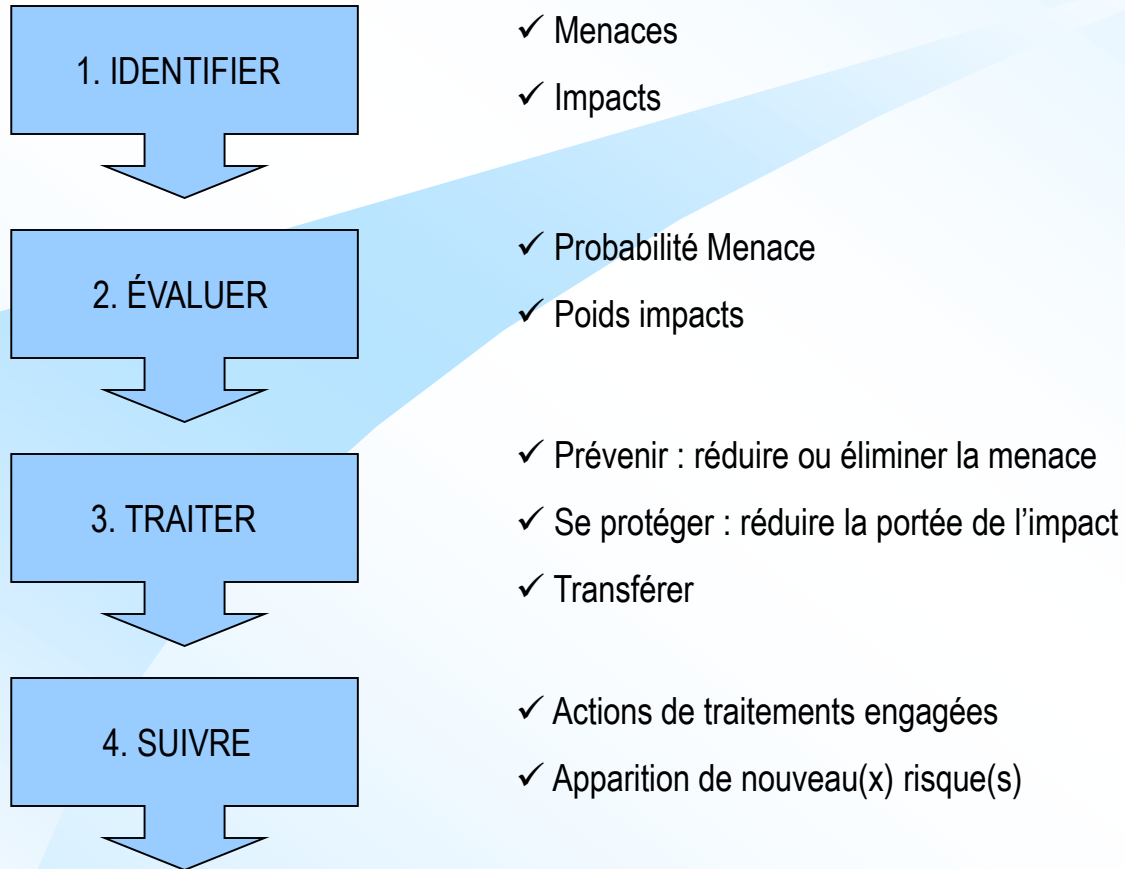 1. IDENTIFIER
✓ Menaces
✓ Impacts
2. ÉVALUER
✓ Probabilité Menace
✓ Poids impacts
3. TRAITER
✓ Prévenir : réduire ou éliminer la menace
✓ Se protéger : réduire la portée de l’impact
✓ Transférer
4. SUIVRE
✓ Actions de traitements engagées
✓ Apparition de nouveau(x) risque(s)